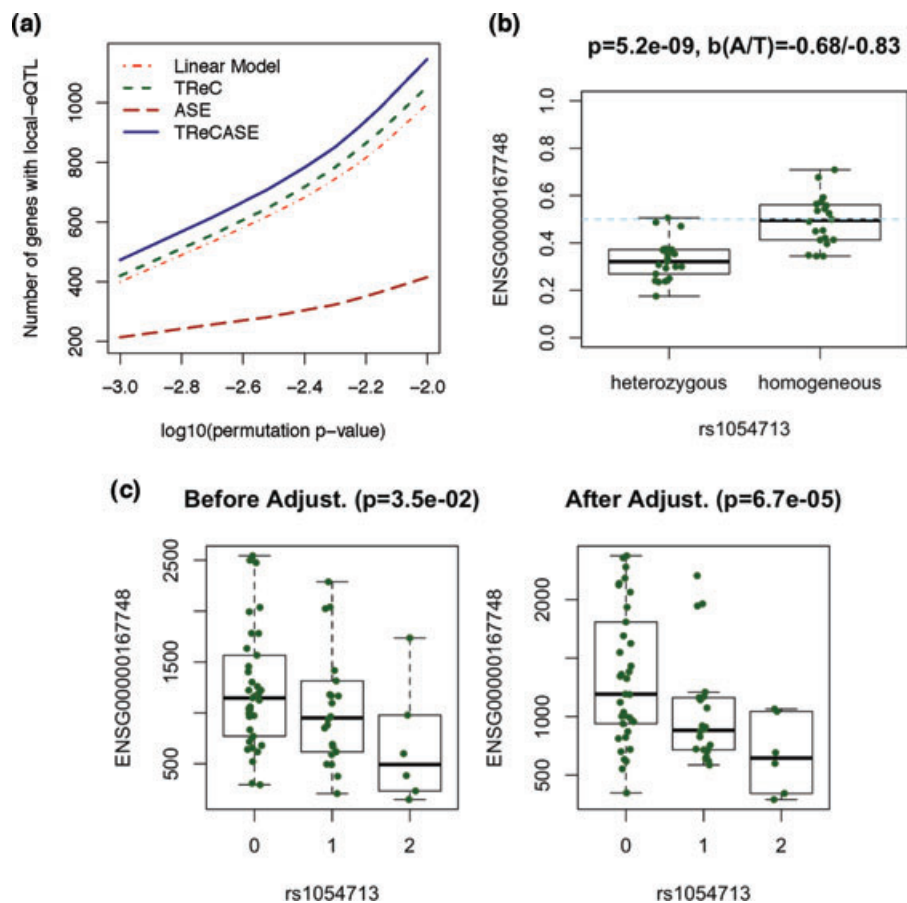 (a)
Number of genes with local-eQTL
200
400
600
800
1000
Linear Model
TReC
ASE
TReCASE
−3.0
−2.8
−2.6
−2.4
−2.2
−2.0
log10(permutation p−value)
(b)
p=5.2e-09, b(A/T)=-0.68/-0.83
ENSG00000167748
0.0
0.2
0.4
0.6
0.8
1.0
heterozygous
homogeneous
rs1054713
(c)
Before Adjust. (p=3.5e-02)
ENSG00000167748
500
1500
2500
0
1
2
rs1054713
After Adjust. (p=6.7e-05)
ENSG00000167748
500
1000
2000
0
1
2
rs1054713